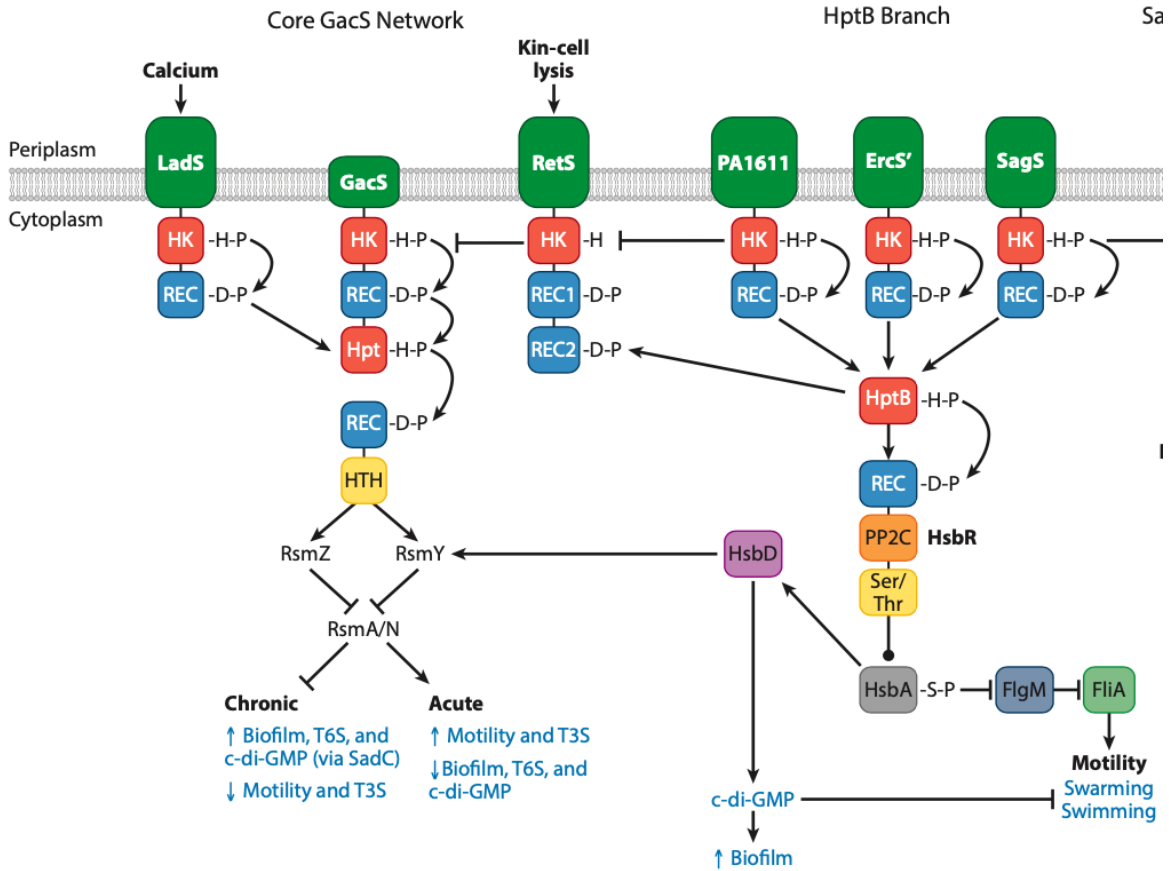 Core GacS Network
HptB Branch
Sa
Calcium
Kin-cell
lysis
Periplasm
Cytoplasm
LadS
GacS
RetS
PA1611
ErcS’
SagS
HK -H-P
HK -H-P
HK -H
HK -H-P
HK -H-P
HK -H-P
REC -D-P
REC -D-P
REC1 -D-P
REC -D-P
REC -D-P
REC -D-P
Hpt -H-P
REC2 -D-P
HptB -H-P
REC -D-P
REC -D-P
HTH
PP2C HsbR
Ser/
Thr
RsmZ
RsmY
HsbD
RsmA/N
HsbA -S-P
FlgM
FliA
Chronic
↑ Biofilm, T6S, and
c-di-GMP (via SadC)
↓ Motility and T3S
Acute
↑ Motility and T3S
↓Biofilm, T6S, and
c-di-GMP
Motility
Swarming
Swimming
c-di-GMP
↑ Biofilm